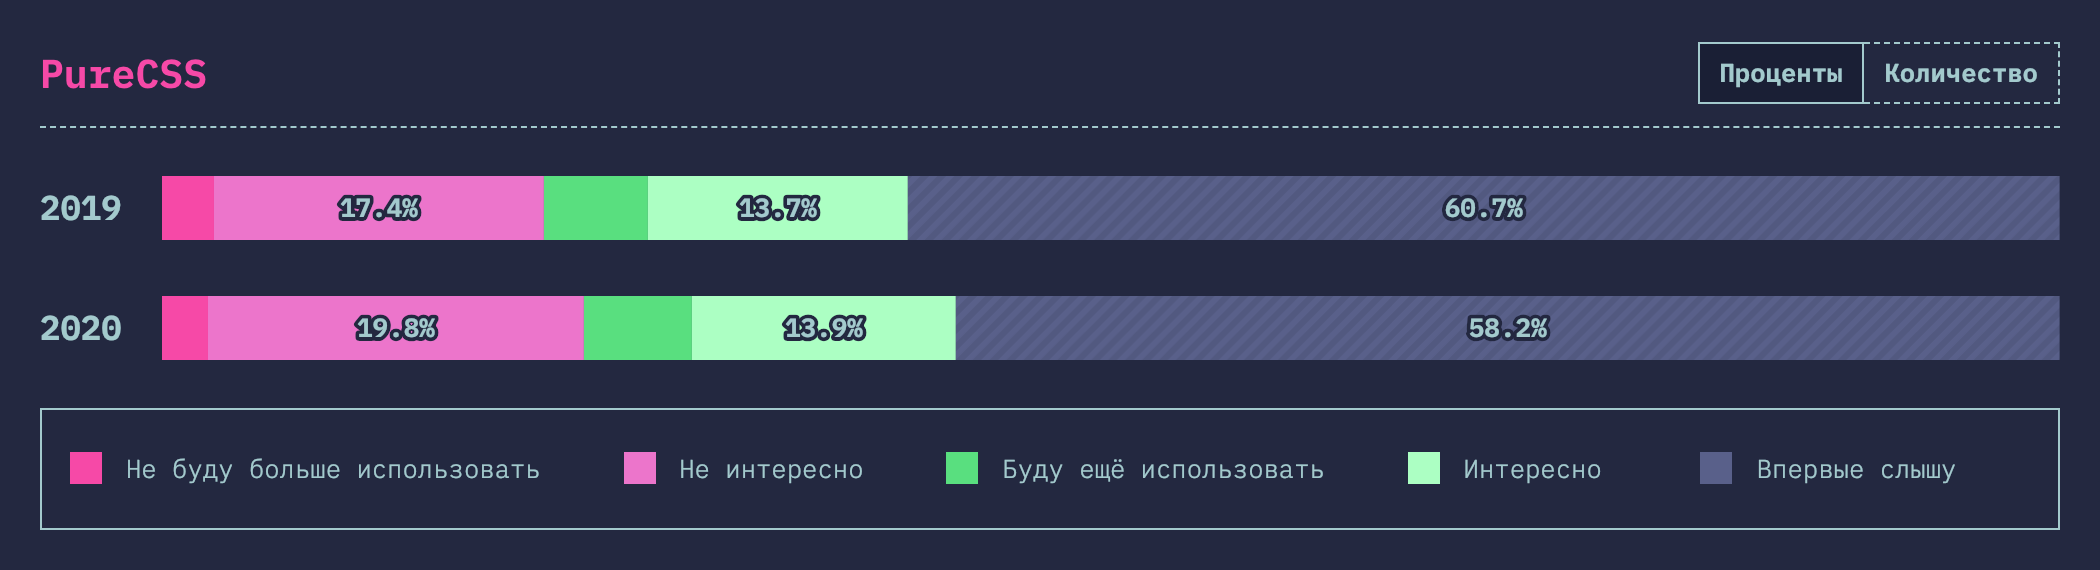 PureCSS
Проценты Количество
2019 17.4% 13.7% 60.7%
2020 19.8% 13.9% 58.2%
Не буду больше использовать Не интересно Буду ещё использовать Интересно Впервые слышу